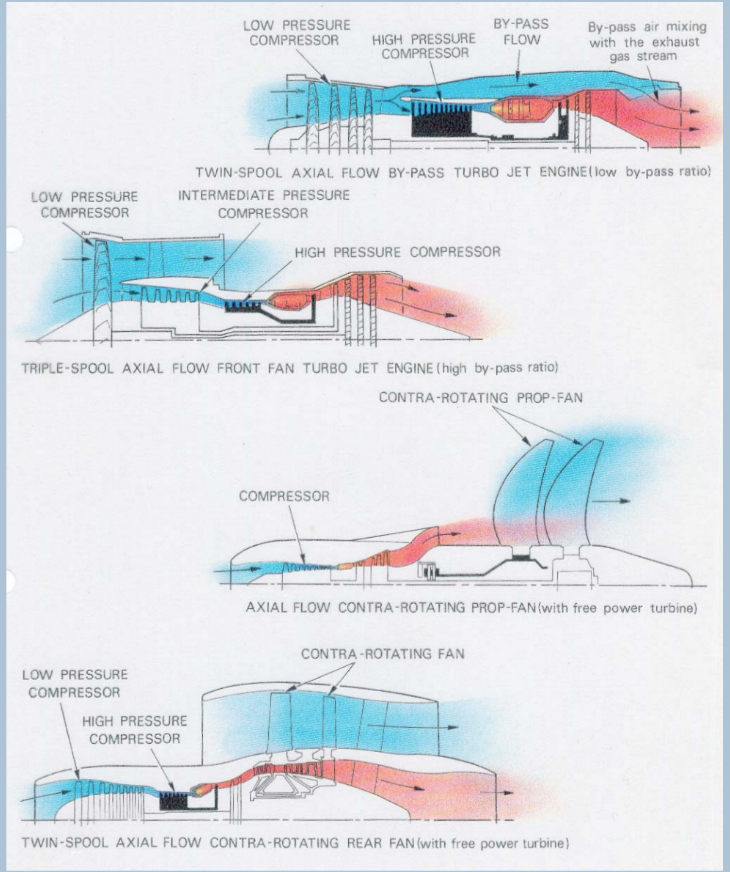 LOW PRESSURE
COMPRESSOR
HIGH PRESSURE
COMPRESSOR
BY-PASS
FLOW
By-pass air mixing
with the exhaust
gas stream
TWIN-SPOOL AXIAL FLOW BY-PASS TURBO JET ENGINE (low by-pass ratio)
LOW PRESSURE
COMPRESSOR
INTERMEDIATE PRESSURE
COMPRESSOR
HIGH PRESSURE COMPRESSOR
TRIPLE-SPOOL AXIAL FLOW FRONT FAN TURBO JET ENGINE (high by-pass ratio)
CONTRA-ROTATING PROP-FAN
COMPRESSOR
AXIAL FLOW CONTRA-ROTATING PROP-FAN (with free power turbine)
CONTRA-ROTATING FAN
LOW PRESSURE
COMPRESSOR
HIGH PRESSURE
COMPRESSOR
TWIN-SPOOL AXIAL FLOW CONTRA-ROTATING REAR FAN (with free power turbine)